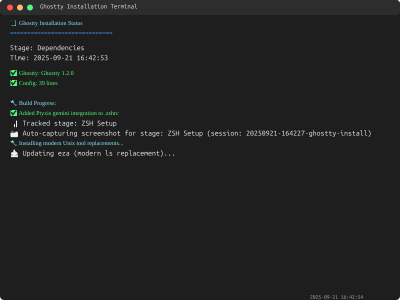 Ghostty Installation Terminal
Ghostty Installation Status
==============================
Stage: Dependencies
Time: 2025-09-21 16:42:53
✅ Ghostty: Ghostty 1.2.0
✅ Config: 39 lines
🔨 Build Progress:
✅ Added Ptyxis gemini integration to .zshrc
📊 Tracked stage: ZSH Setup
📸 Auto-capturing screenshot for stage: ZSH Setup (session: 20250921-164227-ghostty-install)
🔨 Installing modern Unix tool replacements...
📥 Updating eza (modern ls replacement)...
2025-09-21 16:42:54